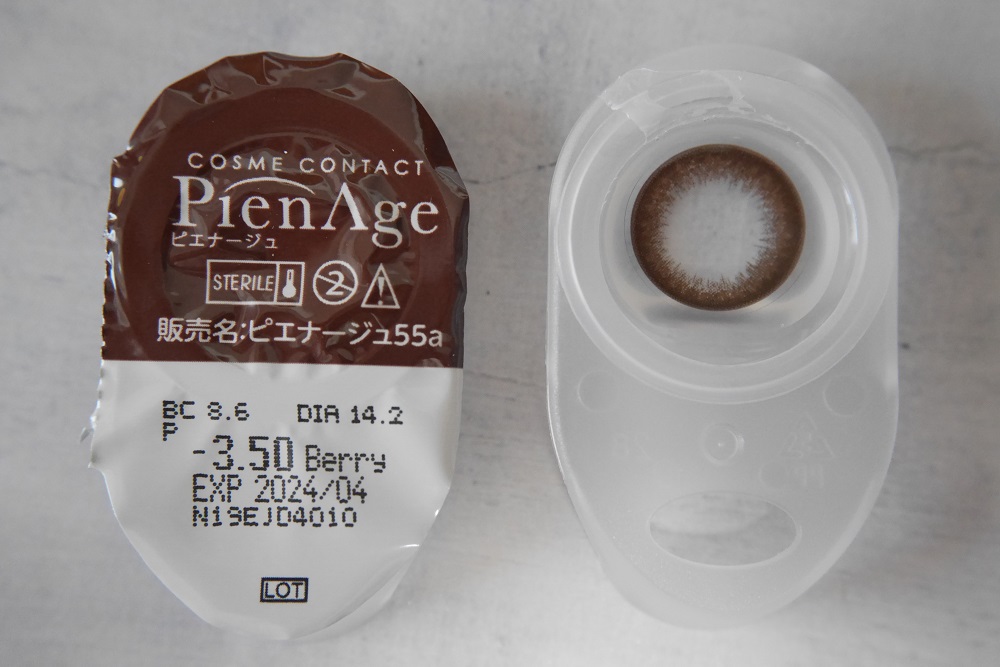 COSME CONTACT
PienAge
ピエナージュ
STERILE 2
販売名:ピエナージュ55a
BC 8.6 DIA 14.2
P
-3.50 Berry
EXP 2024/04
N19EJD4010
LOT